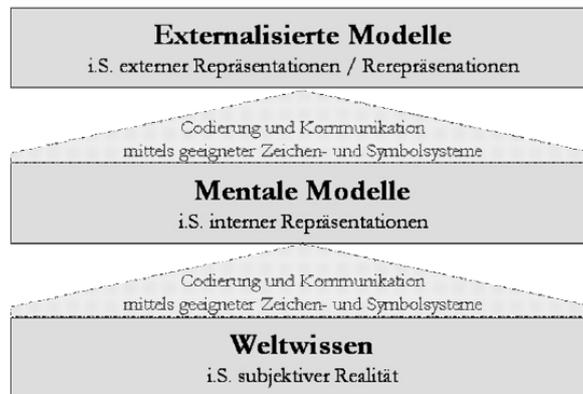 Externalisierte Modelle
i.S. externer Repräsentationen / Rerepräsenationen
Codierung und Kommunikation
mittels geeigneter Zeichen- und Symbolsysteme
Mentale Modelle
i.S. interner Repräsentationen
Codierung und Kommunikation
mittels geeigneter Zeichen- und Symbolsysteme
Weltwissen
i.S. subjektiver Realität